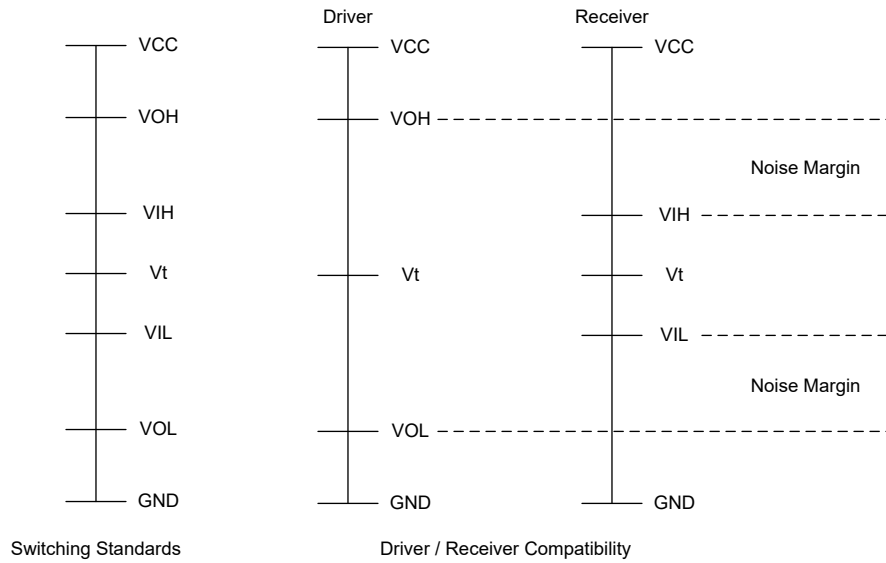 Driver Receiver
VCC VCC VCC
VOH VOH
Noise Margin
VIH VIH
Vt Vt Vt
VIL VIL
Noise Margin
VOL VOL
GND GND GND
Switching Standards Driver / Receiver Compatibility